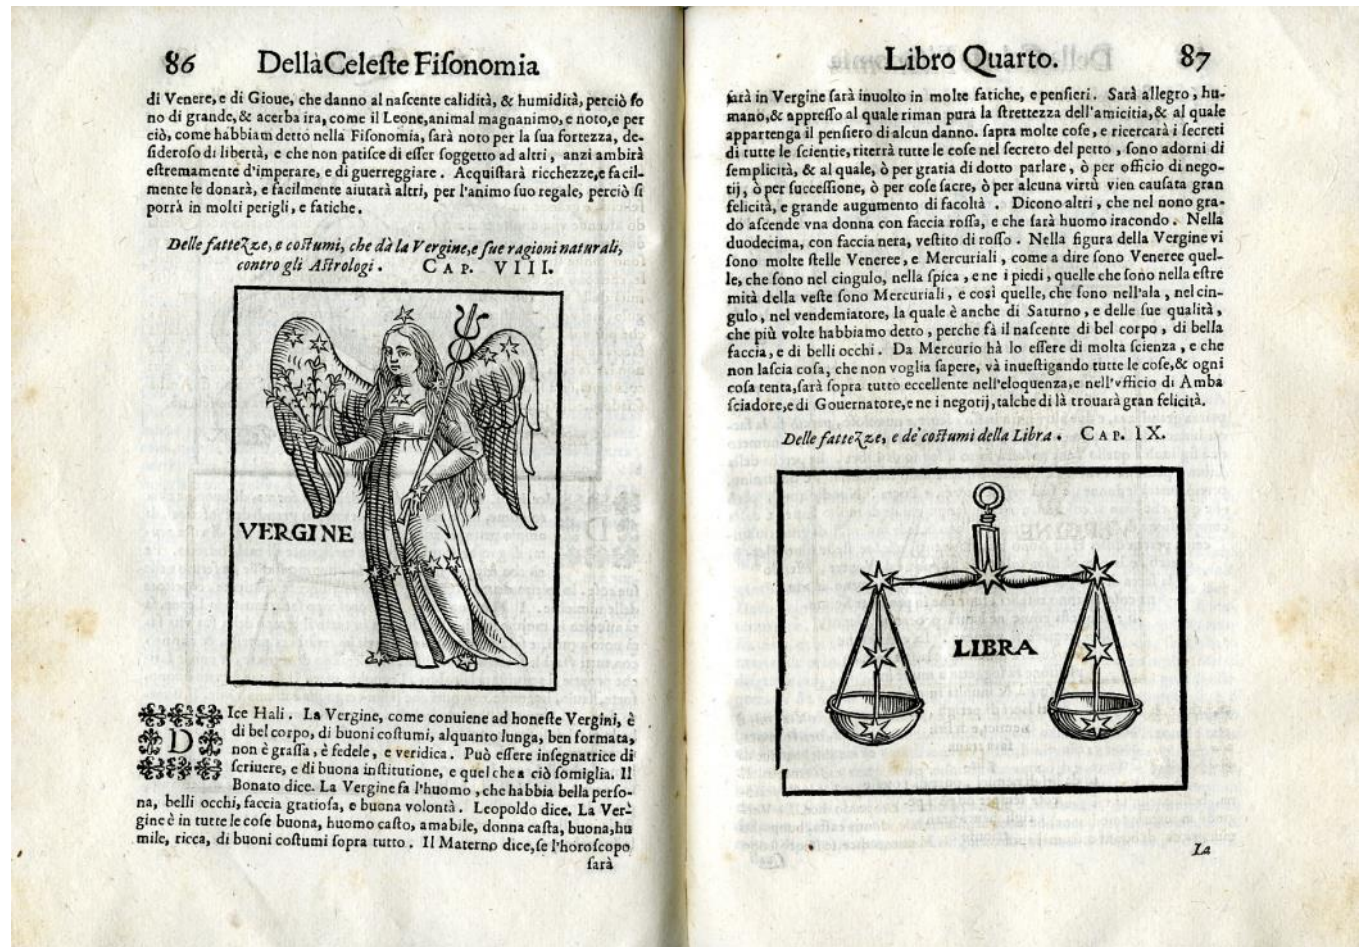 86 Dellà Celeſte Fiſonomia
di Venere, e di Gioue, che danno al naſcente calidità, & humidità, perciò ſo
no di grande, & acerba ira, come il Leone, animal magnanimo, e noto, e per
ciò, come habbiam detto nella Fiſonomia, ſarà noto per la ſua fortezza, de-
ſideroſo di libertà, e che non patiſce di eſſer ſoggetto ad altri, anzi ambirà
eſtremamente d'imperare, e di guerreggiare. Acquiſtarà ricchezze, e facil-
mente le donarà, e facilmente aiutarà altri, per l'animo ſuo regale, perciò ſi
porrà in molti perigli, e fatiche.
Delle fattezze, e coſtumi, che dà la Vergine, e ſue ragioni naturali,
contro gli Aſtrologi. CAP. VIII.
VERGINE
DIce Hali. La Vergine, come conuiene ad honeſte Vergini, è
di bel corpo, di buoni coſtumi, alquanto lunga, ben formata,
non è graſſa, è fedele, e veridica. Può eſſere inſegnatrice di
ſcriuere, e di buona inſtitutione, e quel che a ciò ſomiglia. Il
Bonato dice. La Vergine fa l'huomo, che habbia bella perſo-
na, belli occhi, faccia gratioſa, e buona volontà. Leopoldo dice. La Ver-
gine è in tutte le coſe buona, huomo caſto, amabile, donna caſta, buona, hu
mile, ricca, di buoni coſtumi ſopra tutto. Il Materno dice, ſe l'horoſcopo
ſarà
Libro Quarto. 87
ſarà in Vergine ſarà inuolto in molte fatiche, e penſieri. Sarà allegro, hu-
mano, & appreſſo al quale riman pura la ſtrettezza dell'amicitia, & al quale
appartenga il penſiero di alcun danno. ſapra molte coſe, e ricercarà i ſecreti
di tutte le ſcientie, riterrà tutte le coſe nel ſecreto del petto, ſono adorni di
ſemplicità, & al quale, ò per gratia di dotto parlare, ò per officio di nego-
tij, ò per ſucceſſione, ò per coſe ſacre, ò per alcuna virtù vien cauſata gran
felicità, e grande augumento di facoltà. Dicono altri, che nel nono gra-
do aſcende vna donna con faccia roſſa, e che ſarà huomo iracondo. Nella
duodecima, con faccia nera, veſtito di roſſo. Nella figura della Vergine vi
ſono molte ſtelle Veneree, e Mercuriali, come a dire ſono Veneree quel-
le, che ſono nel cingulo, nella ſpica, e ne i piedi, quelle che ſono nella eſtre
mità della veſte ſono Mercuriali, e così quelle, che ſono nell'ala, nel cin-
gulo, nel vendemiatore, la quale è anche di Saturno, e delle ſue qualità,
che più volte habbiamo detto, perche fà il naſcente di bel corpo, di bella
faccia, e di belli occhi. Da Mercurio hà lo eſſere di molta ſcienza, e che
non laſcia coſa, che non voglia ſapere, và inueſtigando tutte le coſe, & ogni
coſa tenta, ſarà ſopra tutto eccellente nell'eloquenza, e nell'vfficio di Amba
ſciadore, e di Gouernatore, e ne i negotij, talche di là trouarà gran felicità.
Delle fattezze, e de' coſtumi della Libra. CAP. IX.
LIBRA
La